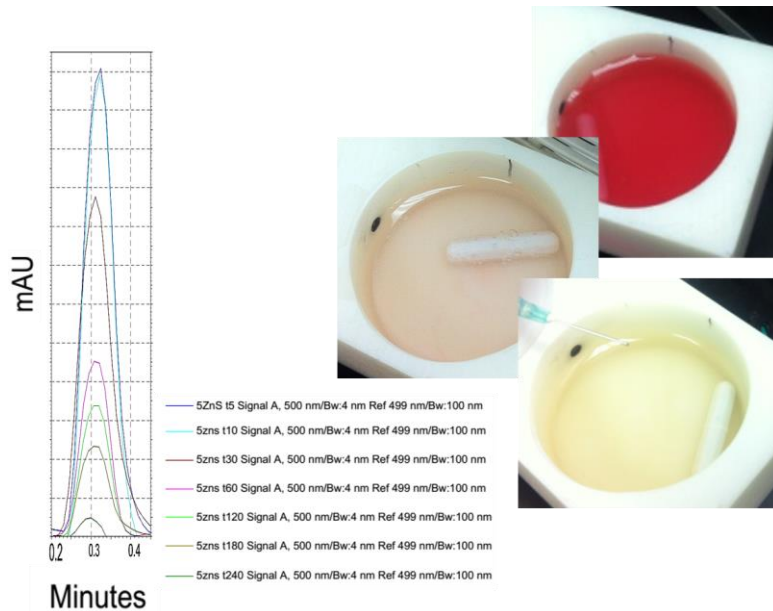 mAU
0.2 0.3 0.4
Minutes
5ZnS t5 Signal A, 500 nm/Bw:4 nm Ref 499 nm/Bw:100 nm
5zns t10 Signal A, 500 nm/Bw:4 nm Ref 499 nm/Bw:100 nm
5zns t30 Signal A, 500 nm/Bw:4 nm Ref 499 nm/Bw:100 nm
5zns t60 Signal A, 500 nm/Bw:4 nm Ref 499 nm/Bw:100 nm
5zns t120 Signal A, 500 nm/Bw:4 nm Ref 499 nm/Bw:100 nm
5zns t180 Signal A, 500 nm/Bw:4 nm Ref 499 nm/Bw:100 nm
5zns t240 Signal A, 500 nm/Bw:4 nm Ref 499 nm/Bw:100 nm